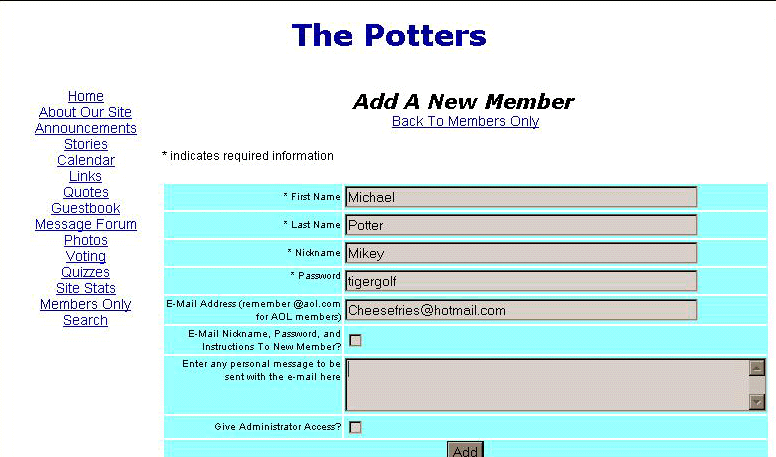 The Potters
Home
About Our Site
Announcements
Stories
Calendar
Links
Quotes
Guestbook
Message Forum
Photos
Voting
Quizzes
Site Stats
Members Only
Search
Add A New Member
Back To Members Only
* indicates required information
* First Name Michael
* Last Name Potter
* Nickname Mikey
* Password tigergolf
E-Mail Address (remember @aol.com
for AOL members) Cheesefries@hotmail.com
E-Mail Nickname, Password, and
Instructions To New Member?
Enter any personal message to be
sent with the e-mail here
Give Administrator Access?
Add